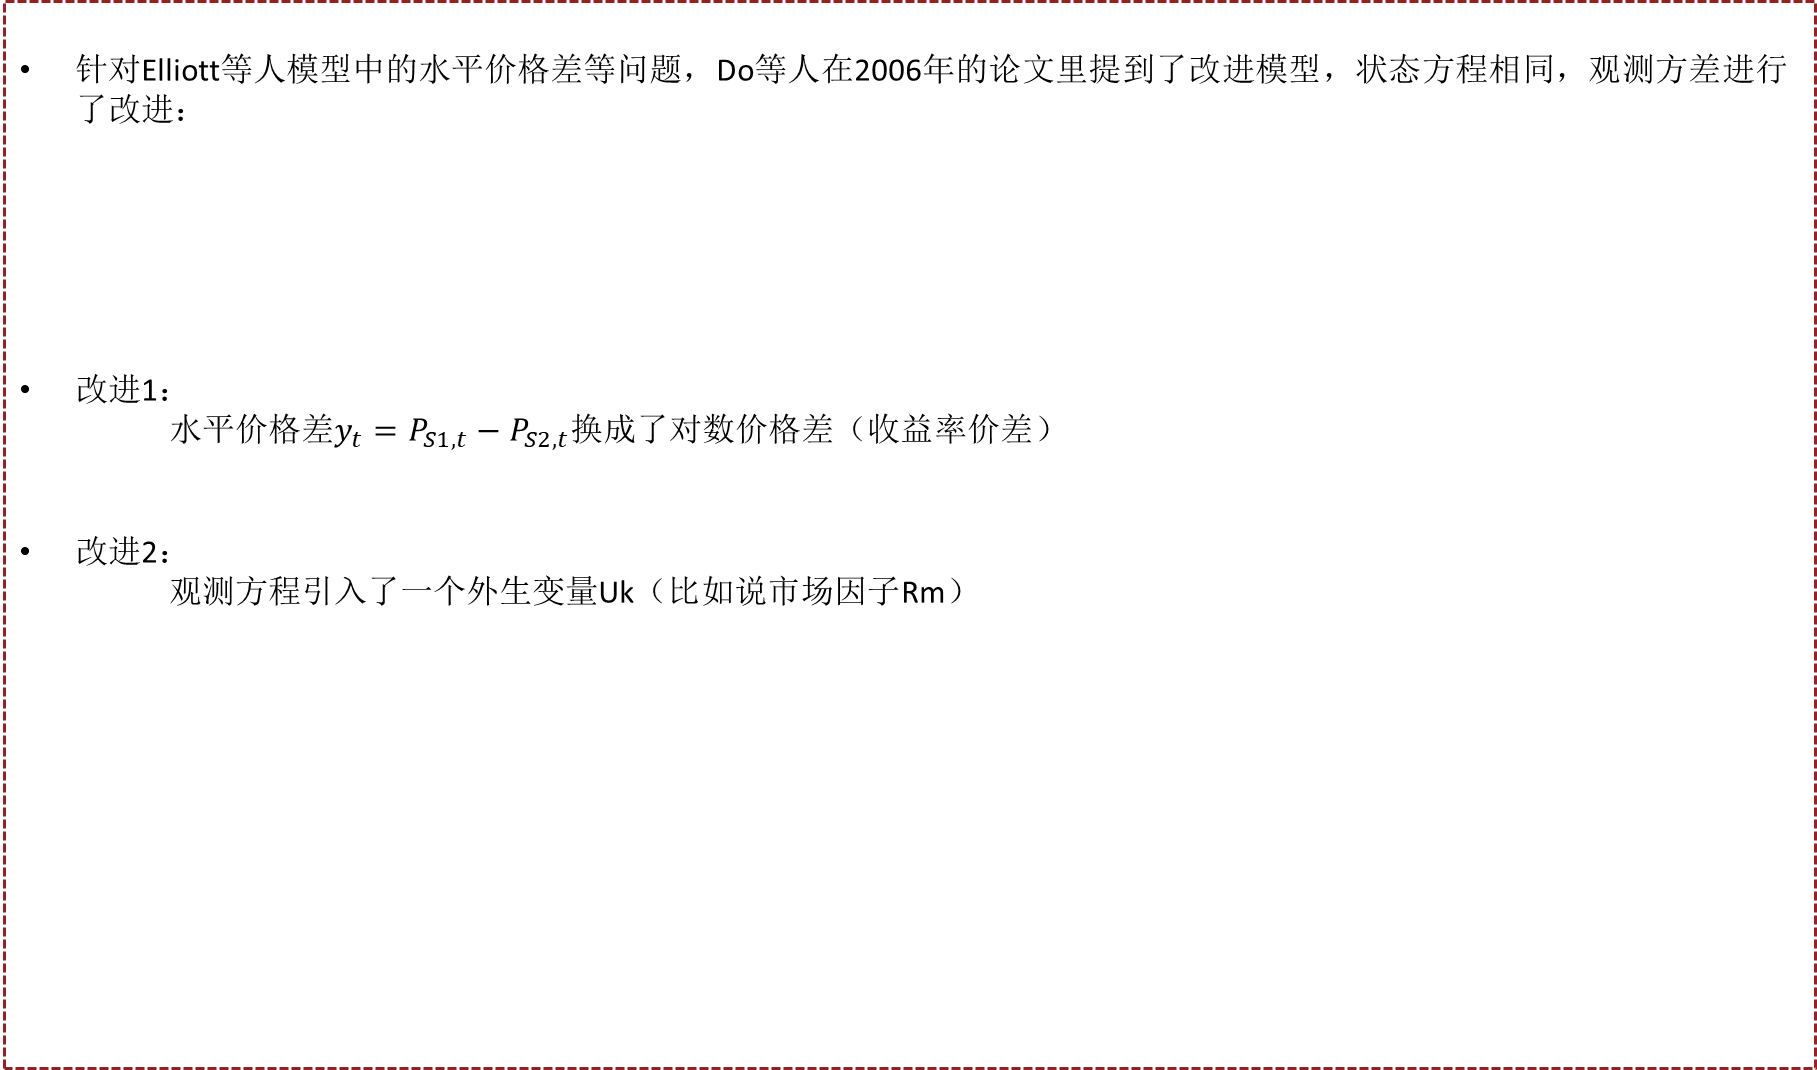 • 针对Elliott等人模型中的水平价格差等问题，Do等人在2006年的论文里提到了改进模型，状态方程相同，观测方差进行
了改进：
• 改进1：
水平价格差$y_t = P_{S1,t} - P_{S2,t}$换成了对数价格差（收益率价差）
• 改进2：
观测方程引入了一个外生变量Uk（比如说市场因子Rm）